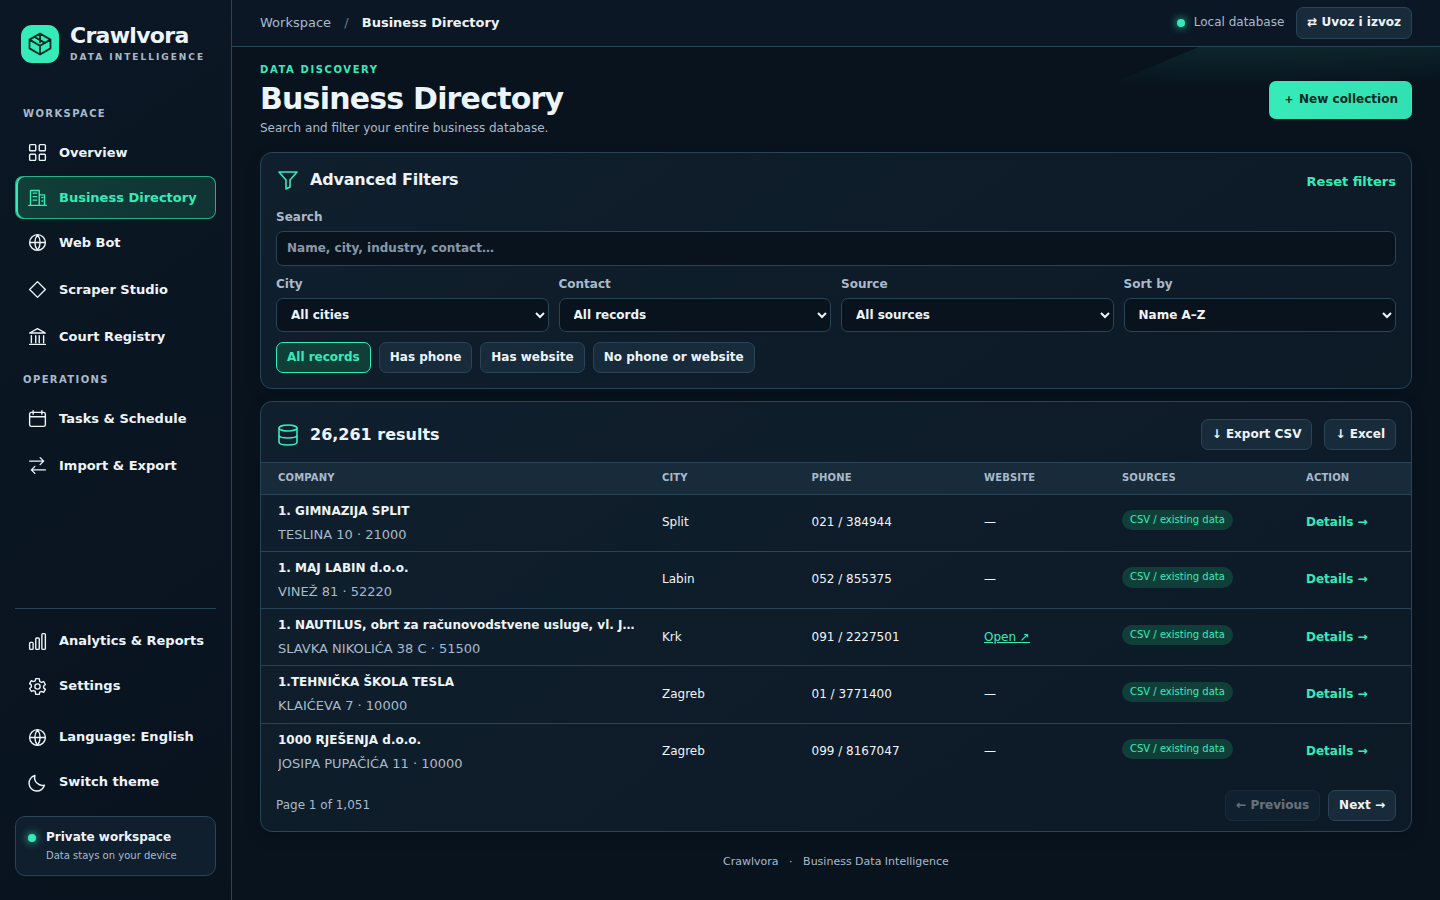 Crawlvora
DATA INTELLIGENCE
WORKSPACE
Overview
Business Directory
Web Bot
Scraper Studio
Court Registry
OPERATIONS
Tasks & Schedule
Import & Export
Analytics & Reports
Settings
Language: English
Switch theme
Private workspace
Data stays on your device
Workspace / Business Directory
Local database
⇄ Uvoz i izvoz
DATA DISCOVERY
Business Directory
Search and filter your entire business database.
+ New collection
Advanced Filters
Reset filters
Search
Name, city, industry, contact...
City Contact Source Sort by
All cities All records All sources Name A–Z
All records Has phone Has website No phone or website
26,261 results
↓ Export CSV ↓ Excel
COMPANY CITY PHONE WEBSITE SOURCES ACTION
1. GIMNAZIJA SPLIT
TESLINA 10 · 21000
Split 021 / 384944 — CSV / existing data Details →
1. MAJ LABIN d.o.o.
VINEŽ 81 · 52220
Labin 052 / 855375 — CSV / existing data Details →
1. NAUTILUS, obrt za računovodstvene usluge, vl. J...
SLAVKA NIKOLIĆA 38 C · 51500
Krk 091 / 2227501 Open ↗ CSV / existing data Details →
1.TEHNIČKA ŠKOLA TESLA
KLAIĆEVA 7 · 10000
Zagreb 01 / 3771400 — CSV / existing data Details →
1000 RJEŠENJA d.o.o.
JOSIPA PUPAČIĆA 11 · 10000
Zagreb 099 / 8167047 — CSV / existing data Details →
Page 1 of 1,051
← Previous Next →
Crawlvora · Business Data Intelligence